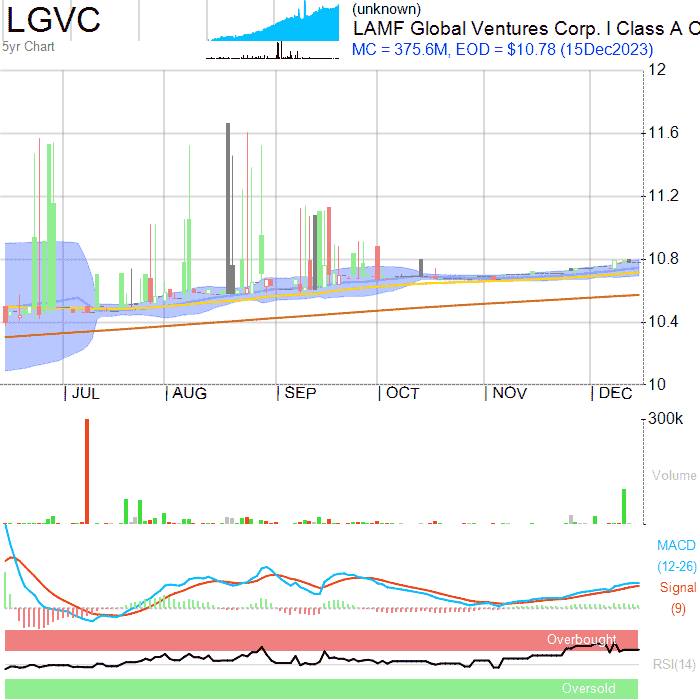 LGVC
5yr Chart
(unknown)
LAMF Global Ventures Corp. I Class A O
MC = 375.6M, EOD = $10.78 (15Dec2023)
12
11.6
11.2
10.8
10.4
10
JUL
AUG
SEP
OCT
NOV
DEC
300k
Volume
MACD
(12-26)
Signal
(9)
Overbought
RSI(14)
Oversold